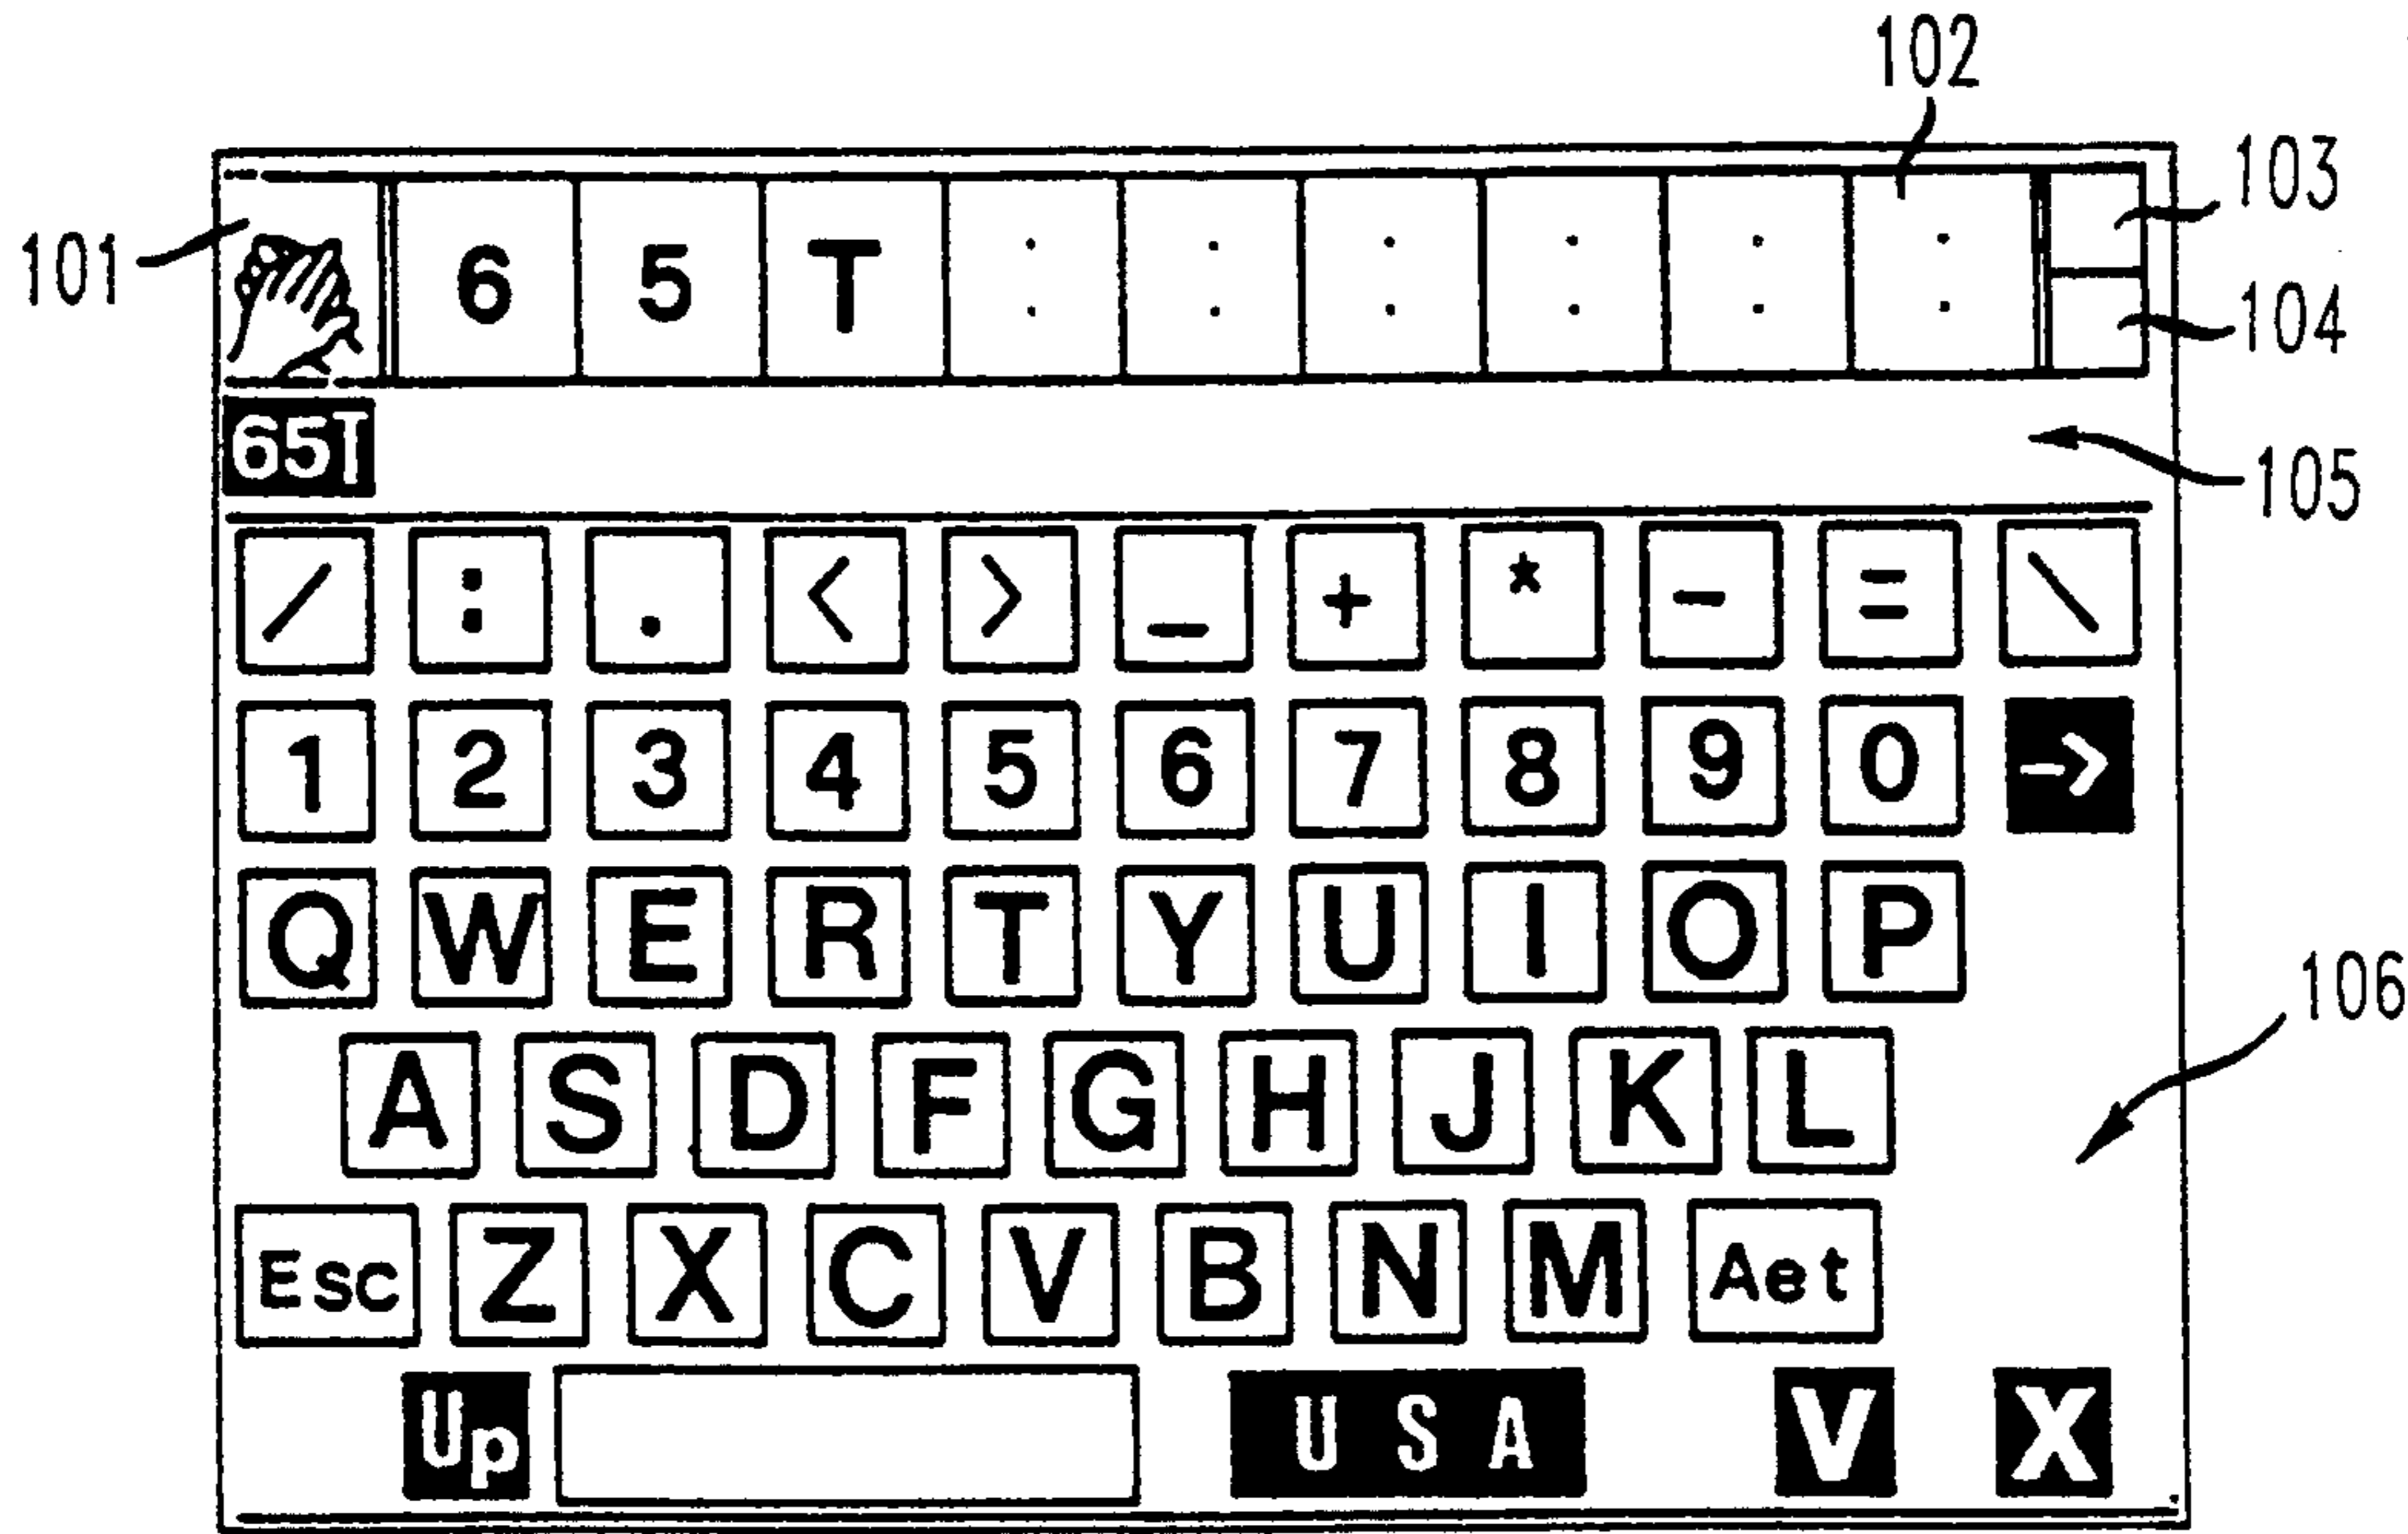 102
103
101
6 5 T : : : : : :
104
65T
105
/ : . < > _ + * - = \
1 2 3 4 5 6 7 8 9 0 ->
Q W E R T Y U I O P
106
A S D F G H J K L
Esc Z X C V B N M Aet
Up U S A V X